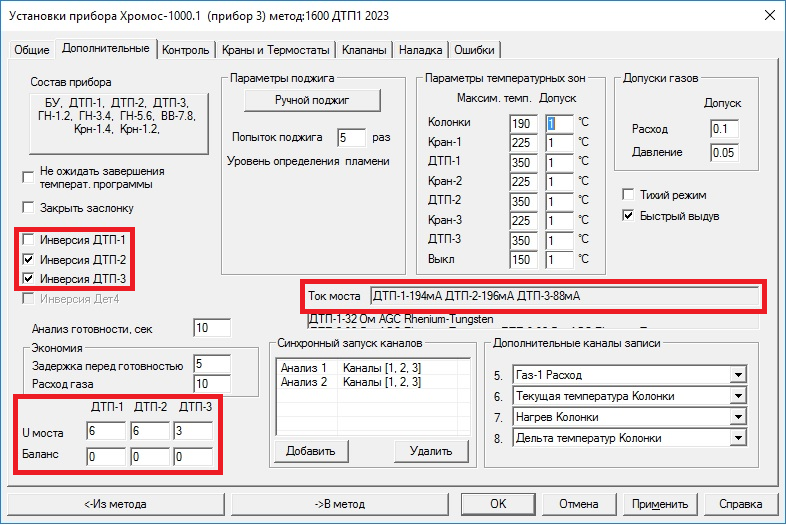 Установки прибора Хромос-1000.1 (прибор 3) метод:1600 ДТП1 2023
Общие Дополнительные Контроль Краны и Термостаты Клапаны Наладка Ошибки
Состав прибора
БУ, ДТП-1, ДТП-2, ДТП-3,
ГН-1.2, ГН-3.4, ГН-5.6, ВВ-7.8,
Крн-1.4, Крн-1.2,
Не ожидать завершения
температ. программы
Закрыть заслонку
Инверсия ДТП-1
Инверсия ДТП-2
Инверсия ДТП-3
Инверсия Дет4
Анализ готовности, сек 10
Экономия
Задержка перед готовностью 5
Расход газа 10
ДТП-1 ДТП-2 ДТП-3
U моста 6 6 3
Баланс 0 0 0
Параметры поджига
Ручной поджиг
Попыток поджига 5 раз
Уровень определения пламени
Параметры температурных зон
Максим. темп. Допуск
Колонки 190 1 °C
Кран-1 225 1 °C
ДТП-1 350 1 °C
Кран-2 225 1 °C
ДТП-2 350 1 °C
Кран-3 225 1 °C
ДТП-3 350 1 °C
Выкл 150 1 °C
Допуски газов
Допуск
Расход 0.1
Давление 0.05
Тихий режим
Быстрый выдув
Ток моста ДТП-1-194мА ДТП-2-196мА ДТП-3-88мА
ДТП-1-32 Ом AGC Rhenium-Tungsten
Синхронный запуск каналов
Анализ 1 Каналы [1, 2, 3]
Анализ 2 Каналы [1, 2, 3]
Добавить Удалить
Дополнительные каналы записи
5. Газ-1 Расход
6. Текущая температура Колонки
7. Нагрев Колонки
8. Дельта температур Колонки
<-Из метода ->В метод OK Отмена Применить Справка